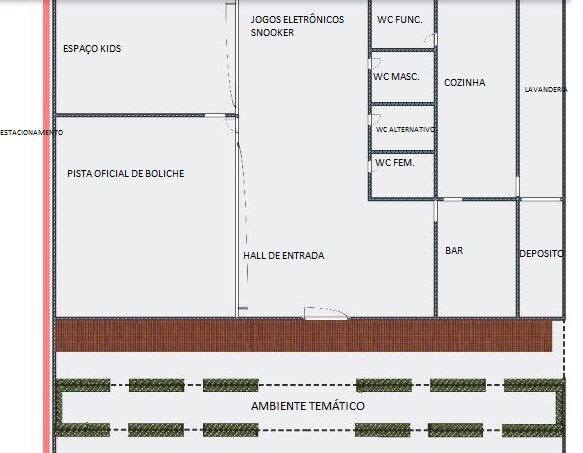 JOGOS ELETRÔNICOS
SNOOKER
WC FUNC.
ESPAÇO KIDS
WC MASC.
COZINHA
LAVANDERIA
ESTACIONAMENTO
WC ALTERNATIVO
WC FEM.
PISTA OFICIAL DE BOLICHE
HALL DE ENTRADA
BAR
DEPOSITO
AMBIENTE TEMÁTICO